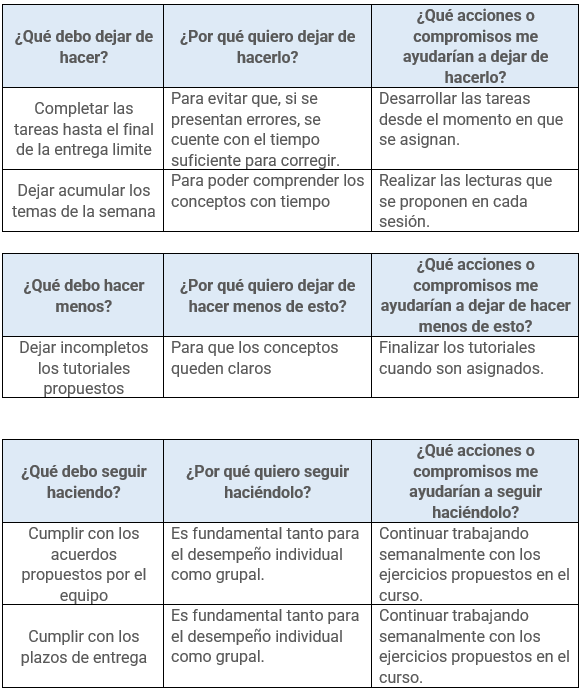 ¿Qué debo dejar de
hacer?
¿Por qué quiero dejar de
hacerlo?
¿Qué acciones o
compromisos me
ayudarían a dejar de
hacerlo?
Completar las
tareas hasta el final
de la entrega limite
Para evitar que, si se
presentan errores, se
cuente con el tiempo
suficiente para corregir.
Desarrollar las tareas
desde el momento en que
se asignan.
Dejar acumular los
temas de la semana
Para poder comprender los
conceptos con tiempo
Realizar las lecturas que
se proponen en cada
sesión.
¿Qué debo hacer
menos?
¿Por qué quiero dejar de
hacer menos de esto?
¿Qué acciones o
compromisos me
ayudarían a dejar de hacer
menos de esto?
Dejar incompletos
los tutoriales
propuestos
Para que los conceptos
queden claros
Finalizar los tutoriales
cuando son asignados.
¿Qué debo seguir
haciendo?
¿Por qué quiero seguir
haciéndolo?
¿Qué acciones o
compromisos me
ayudarían a seguir
haciéndolo?
Cumplir con los
acuerdos
propuestos por el
equipo
Es fundamental tanto para
el desempeño individual
como grupal.
Continuar trabajando
semanalmente con los
ejercicios propuestos en el
curso.
Cumplir con los
plazos de entrega
Es fundamental tanto para
el desempeño individual
como grupal.
Continuar trabajando
semanalmente con los
ejercicios propuestos en el
curso.